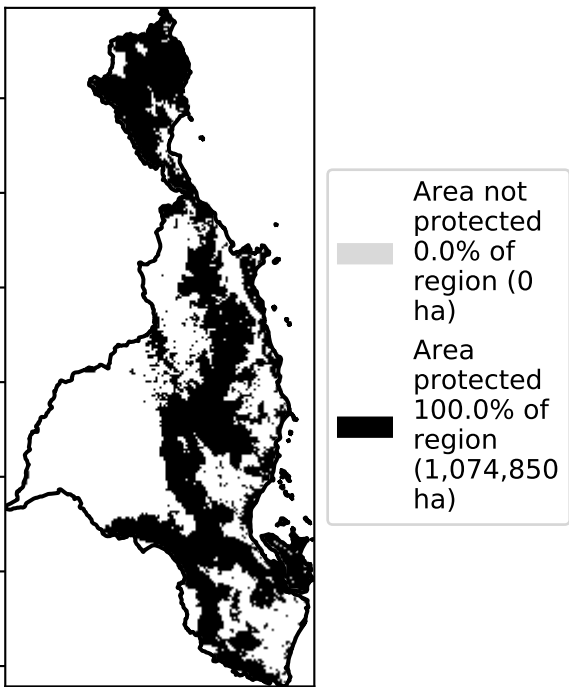 Area not
protected
0.0% of
region (0
ha)
Area
protected
100.0% of
region
(1,074,850
ha)